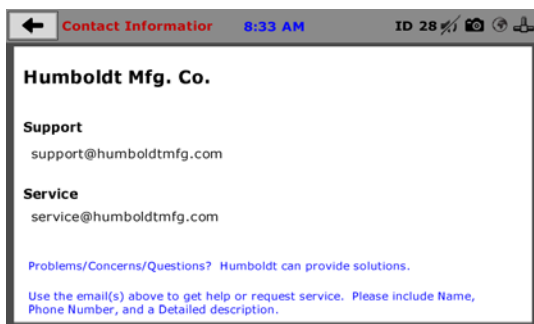 Contact Informatior 8:33 AM ID 28
Humboldt Mfg. Co.
Support
support@humboldtmfg.com
Service
service@humboldtmfg.com
Problems/Concerns/Questions? Humboldt can provide solutions.
Use the email(s) above to get help or request service. Please include Name,
Phone Number, and a Detailed description.